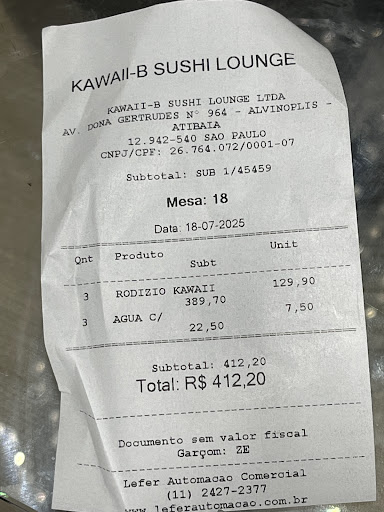 KAWAII-B SUSHI LOUNGE
KAWAII-B SUSHI LOUNGE LTDA
AV. DONA GERTRUDES N° 964 - ALVINOPLIS -
ATIBAIA
12.942-540 SAO PAULO
CNPJ/CPF: 26.764.072/0001-07
Subtotal: SUB 1/45459
Mesa: 18
Data: 18-07-2025
Qnt Produto Unit
Subt
3 RODIZIO KAWAII 129,90
389,70
3 AGUA C/ 7,50
22,50
Subtotal: 412,20
Total: R$ 412,20
Documento sem valor fiscal
Garçom: ZE
Lefer Automacao Comercial
(11) 2427-2377
www.leferautomacao.com.br